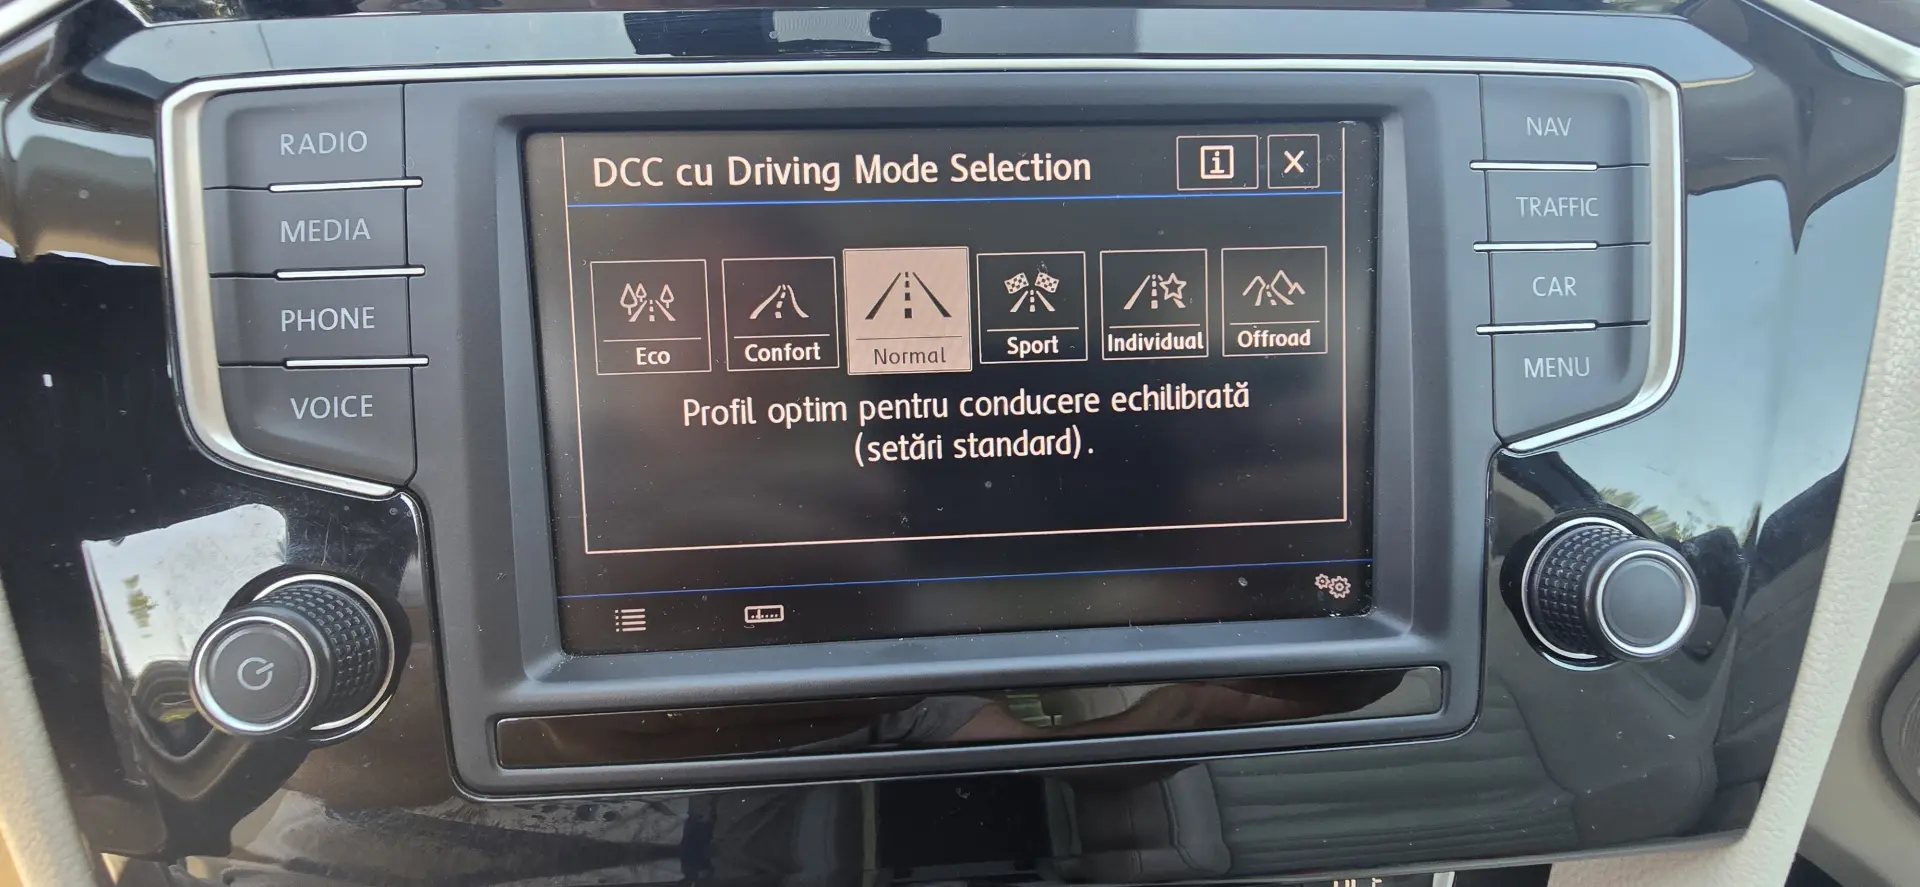 RADIO
MEDIA
PHONE
VOICE
DCC cu Driving Mode Selection
i X
Eco
Confort
Normal
Sport
Individual
Offroad
Profil optim pentru conducere echilibrată
(setări standard).
NAV
TRAFFIC
CAR
MENU